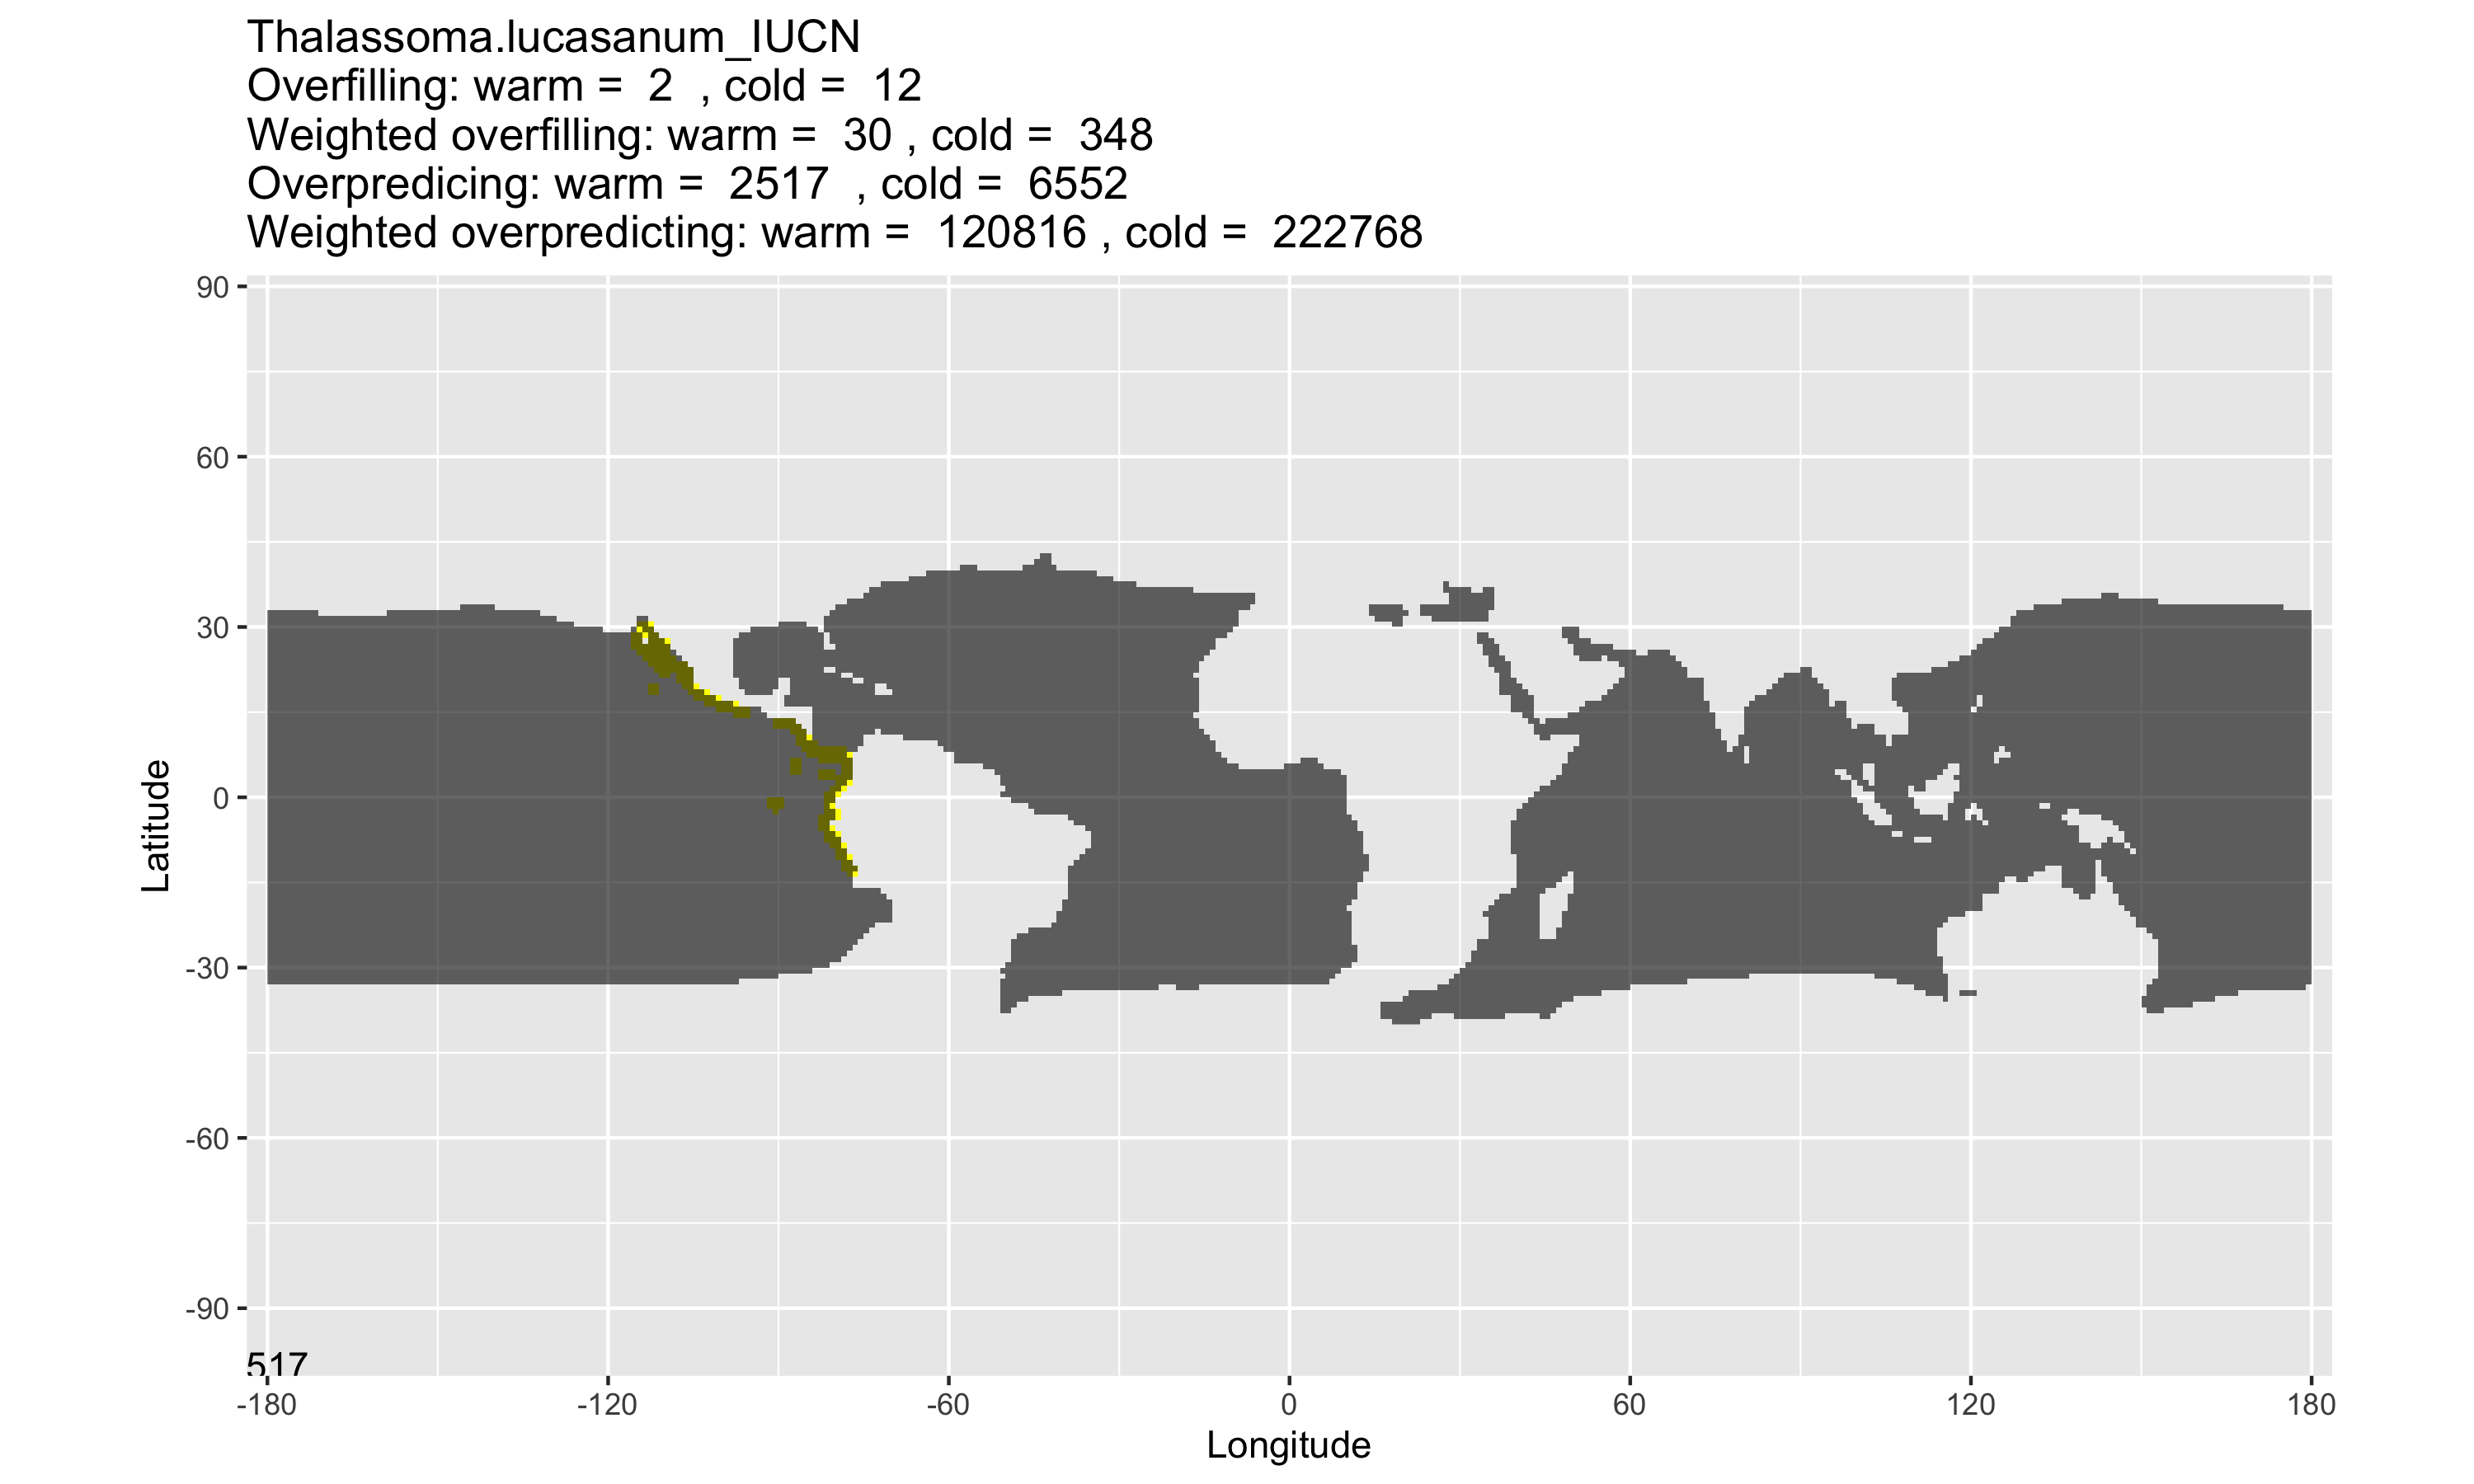 Thalassoma.lucasanum_IUCN
Overfilling: warm =  2  , cold =  12
Weighted overfilling: warm =  30 , cold =  348
Overpredicing: warm =  2517  , cold =  6552
Weighted overpredicting: warm =  120816 , cold =  222768
90
60
30
0
-30
-60
-90
Latitude
517
-180 -120 -60 0 60 120 180
Longitude